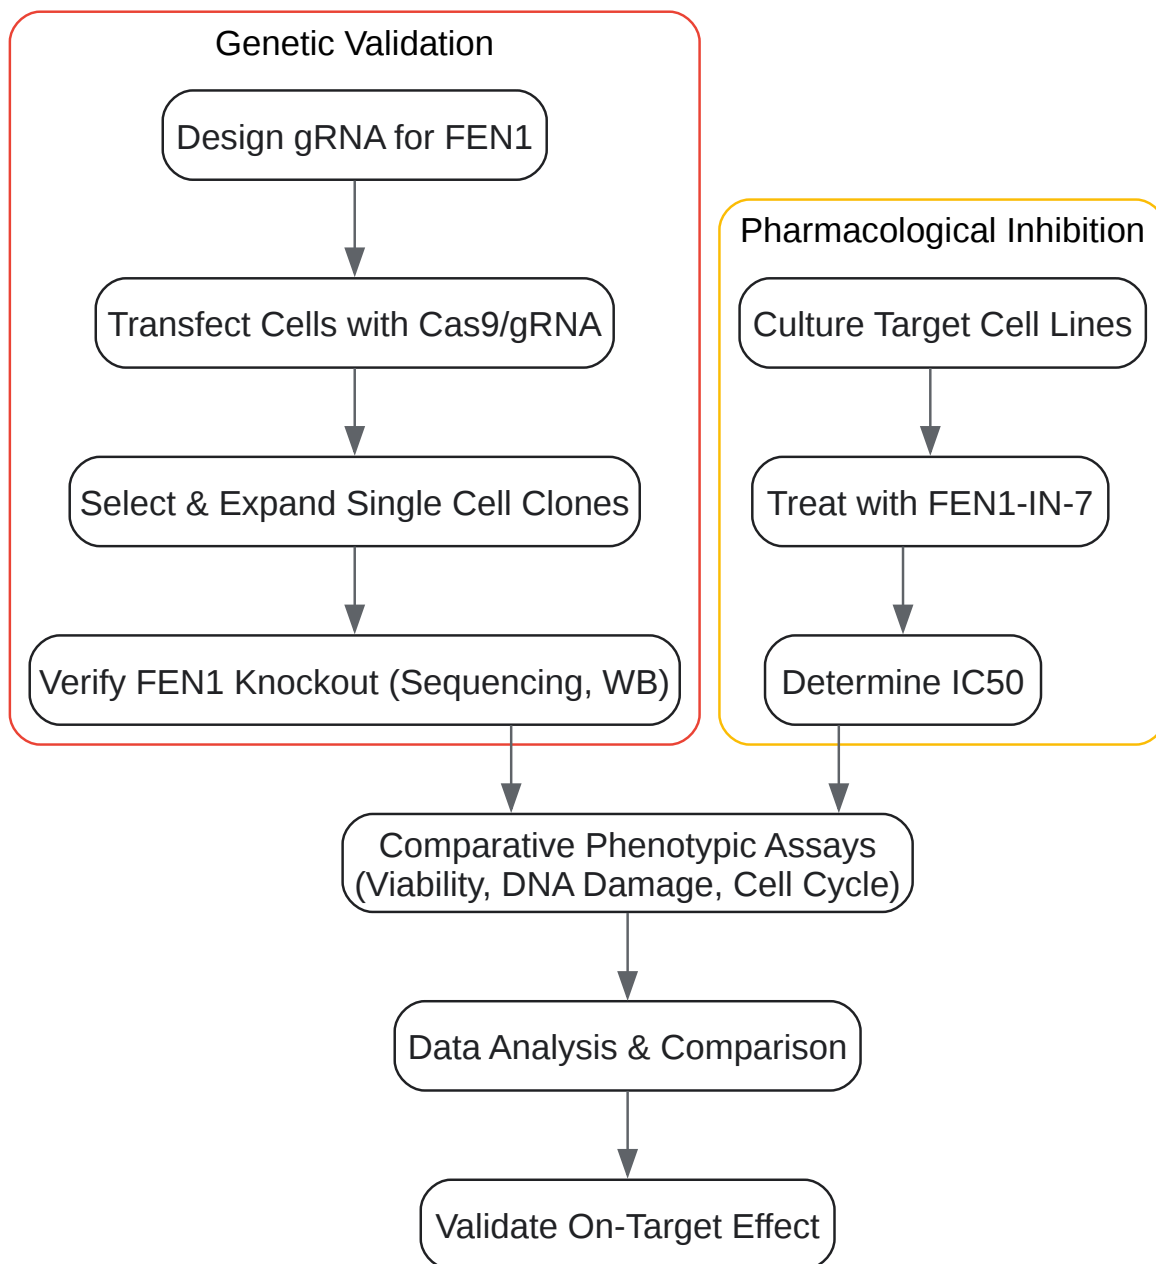 Genetic Validation
Design gRNA for FEN1
Transfect Cells with Cas9/gRNA
Select & Expand Single Cell Clones
Verify FEN1 Knockout (Sequencing, WB)
Pharmacological Inhibition
Culture Target Cell Lines
Treat with FEN1-IN-7
Determine IC50
Comparative Phenotypic Assays
(Viability, DNA Damage, Cell Cycle)
Data Analysis & Comparison
Validate On-Target Effect